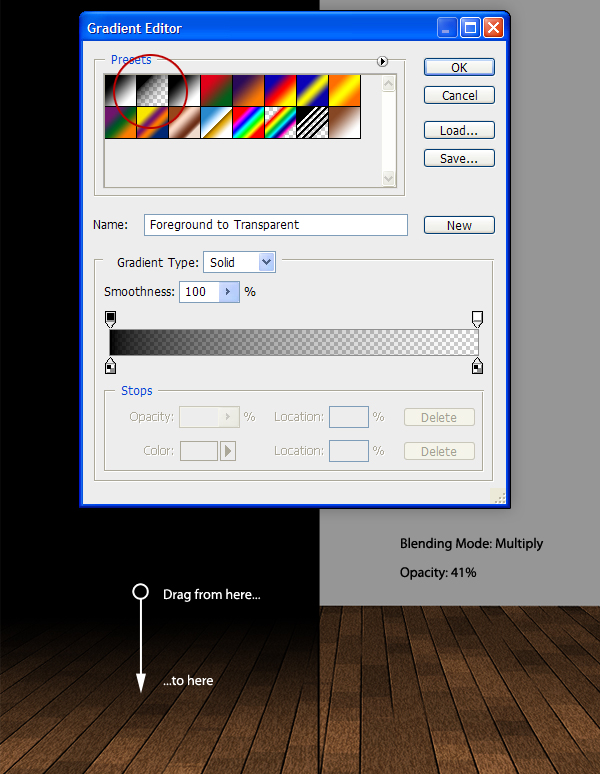 Gradient Editor
Presets
OK
Cancel
Load...
Save...
Name: Foreground to Transparent New
Gradient Type: Solid
Smoothness: 100 %
Stops
Opacity: % Location: % Delete
Color: Location: % Delete
Blending Mode: Multiply
Opacity: 41%
Drag from here...
...to here